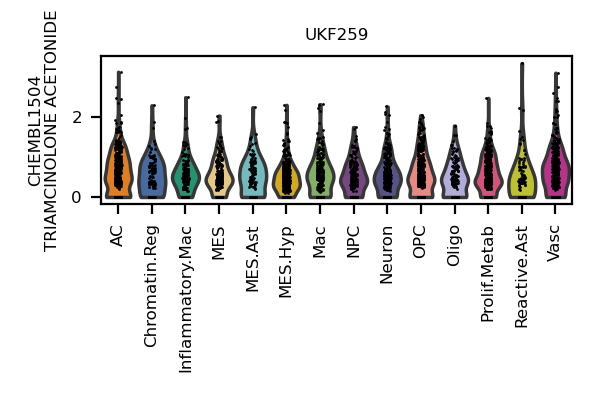 UKF259
CHEMBL1504
TRIAMCINOLONE ACETONIDE
2
0
AC
Chromatin.Reg
Inflammatory.Mac
MES
MES.Ast
MES.Hyp
Mac
NPC
Neuron
OPC
Oligo
Prolif.Metab
Reactive.Ast
Vasc